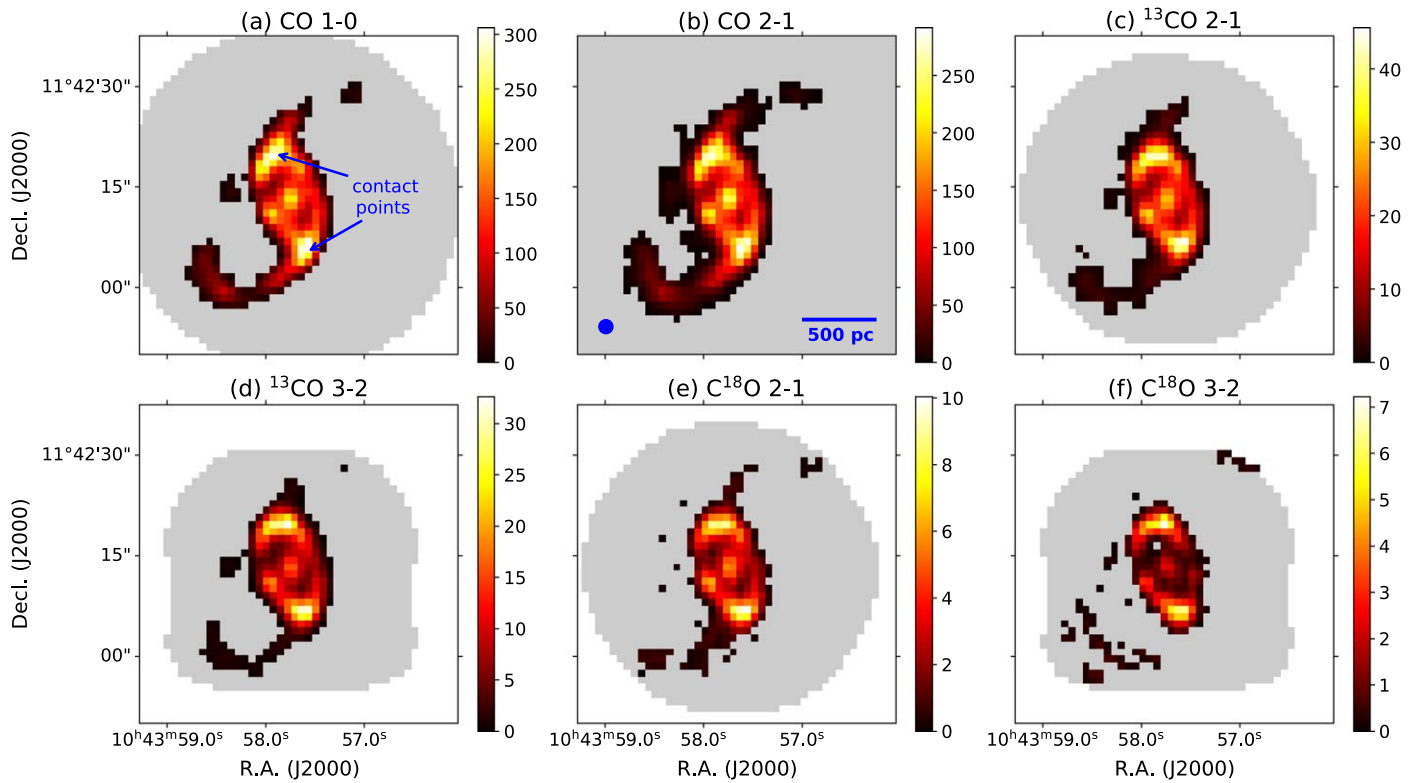 (a) CO 1-0
(b) CO 2-1
(c) ¹³CO 2-1
11°42'30"
15"
00"
Decl. (J2000)
contact
points
300
250
200
150
100
50
0
500 pc
250
200
150
100
50
0
40
30
20
10
0
(d) ¹³CO 3-2
(e) C¹⁸O 2-1
(f) C¹⁸O 3-2
11°42'30"
15"
00"
Decl. (J2000)
30
25
20
15
10
5
0
10
8
6
4
2
0
7
6
5
4
3
2
1
0
10ʰ43ᵐ59.0ˢ 58.0ˢ 57.0ˢ
10ʰ43ᵐ59.0ˢ 58.0ˢ 57.0ˢ
10ʰ43ᵐ59.0ˢ 58.0ˢ 57.0ˢ
R.A. (J2000)
R.A. (J2000)
R.A. (J2000)